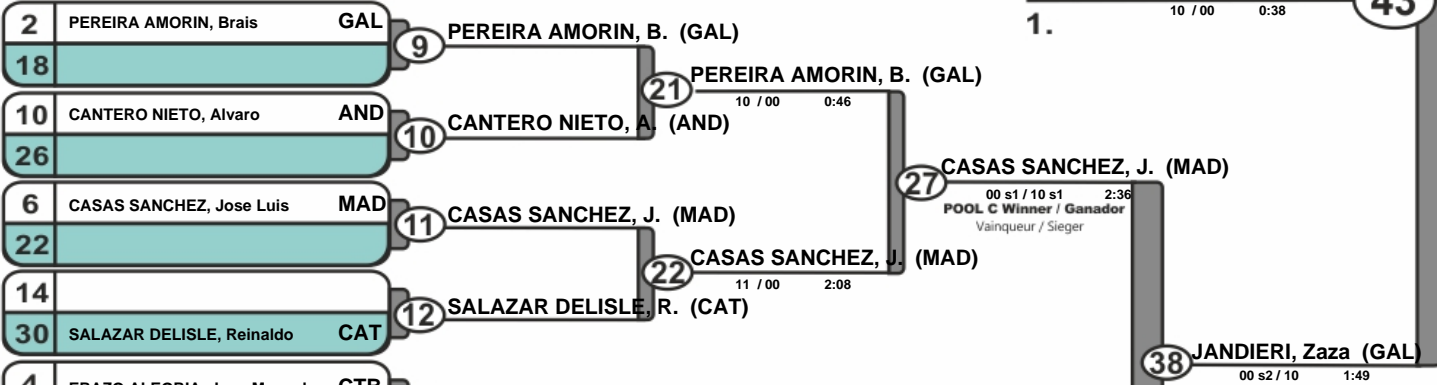 10 / 00 0:38
43
1.
2 PEREIRA AMORIN, Brais GAL
18
9 PEREIRA AMORIN, B. (GAL)
21 PEREIRA AMORIN, B. (GAL)
10 / 00 0:46
10 CANTERO NIETO, Alvaro AND
26
10 CANTERO NIETO, A. (AND)
27 CASAS SANCHEZ, J. (MAD)
00 s1 / 10 s1 2:36
POOL C Winner / Ganador
Vainqueur / Sieger
6 CASAS SANCHEZ, Jose Luis MAD
22
11 CASAS SANCHEZ, J. (MAD)
22 CASAS SANCHEZ, J. (MAD)
11 / 00 2:08
14
30 SALAZAR DELISLE, Reinaldo CAT
12 SALAZAR DELISLE, R. (CAT)
38 JANDIERI, Zaza (GAL)
00 s2 / 10 1:49
4